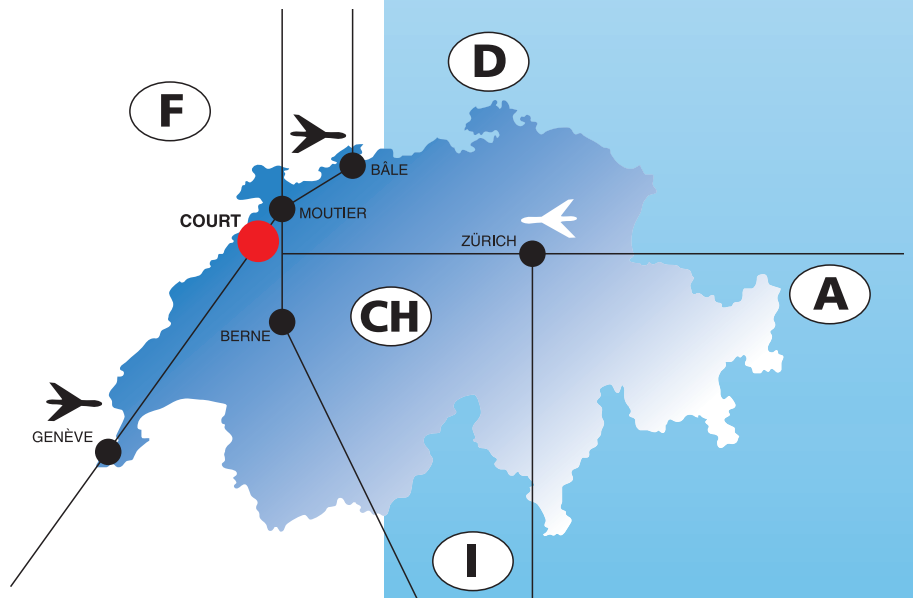 D
F
BÂLE
COURT
MOUTIER
ZÜRICH
A
CH
BERNE
GENÈVE
I